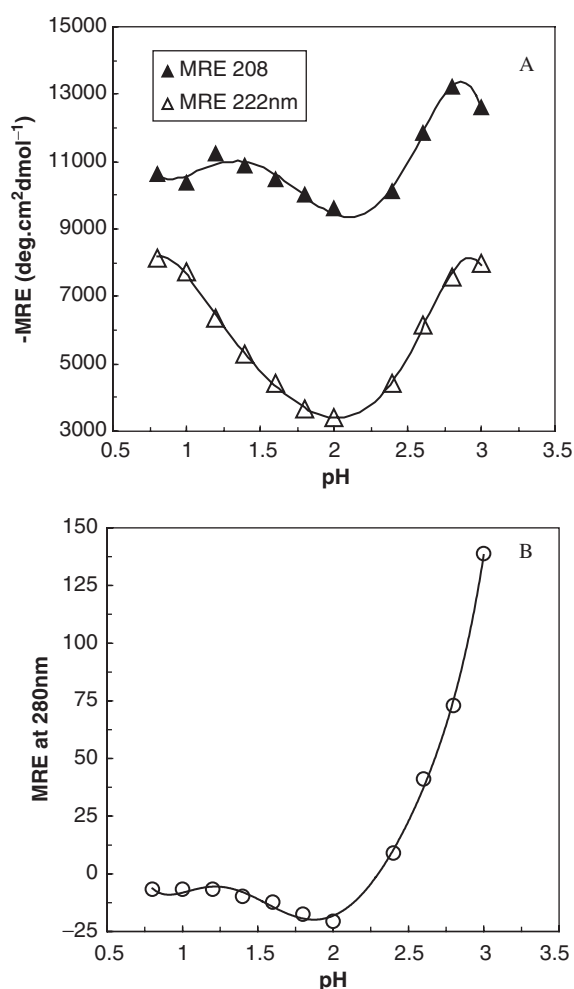 A
MRE 208
MRE 222nm
15000
13000
11000
9000
7000
5000
3000
-MRE (deg.cm²dmol⁻¹)
0.5 1 1.5 2 2.5 3 3.5
pH
B
150
125
100
75
50
25
0
−25
MRE at 280nm
0.5 1 1.5 2 2.5 3 3.5
pH